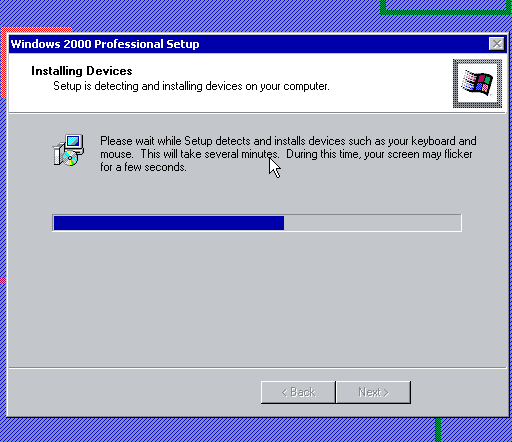 Windows 2000 Professional Setup
Installing Devices
Setup is detecting and installing devices on your computer.
Please wait while Setup detects and installs devices such as your keyboard and
mouse.  This will take several minutes.  During this time, your screen may flicker
for a few seconds.
< Back
Next >